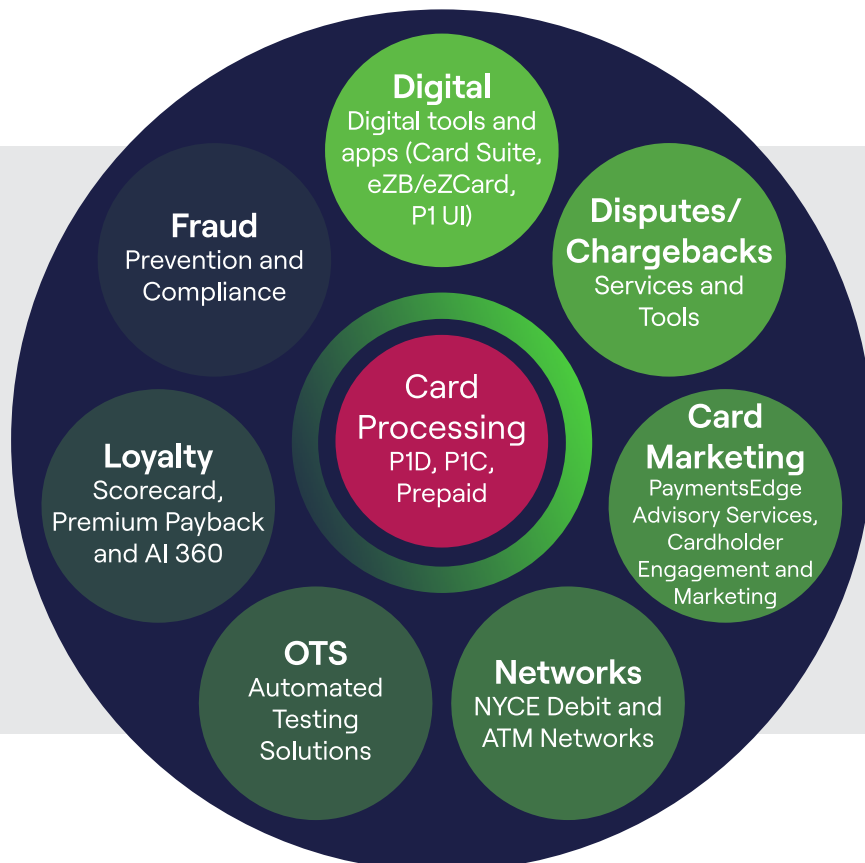 Digital
Digital tools and
apps (Card Suite,
eZB/eZCard,
P1 UI)
Disputes/
Chargebacks
Services and
Tools
Card
Marketing
PaymentsEdge
Advisory Services,
Cardholder
Engagement and
Marketing
Networks
NYCE Debit and
ATM Networks
OTS
Automated
Testing
Solutions
Loyalty
Scorecard,
Premium Payback
and AI 360
Fraud
Prevention and
Compliance
Card
Processing
P1D, P1C,
Prepaid